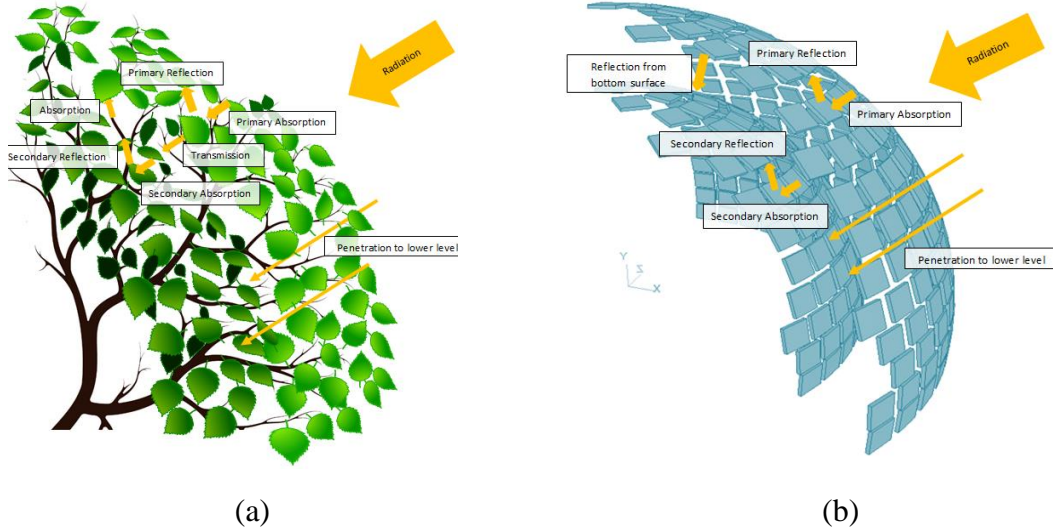 Radiation
Primary Reflection
Absorption
Primary Absorption
Secondary Reflection
Transmission
Secondary Absorption
Penetration to lower level
(a)
Radiation
Primary Reflection
Reflection from
bottom surface
Primary Absorption
Secondary Reflection
Secondary Absorption
Y
Z
X
Penetration to lower level
(b)